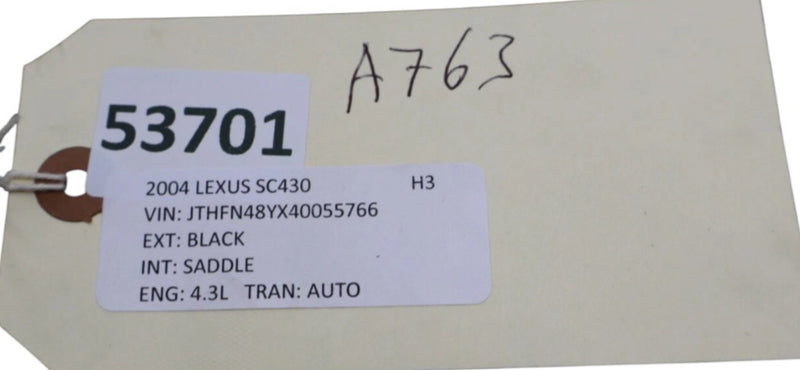 A763
53701
2004 LEXUS SC430 H3
VIN: JTHFN48YX40055766
EXT: BLACK
INT: SADDLE
ENG: 4.3L TRAN: AUTO